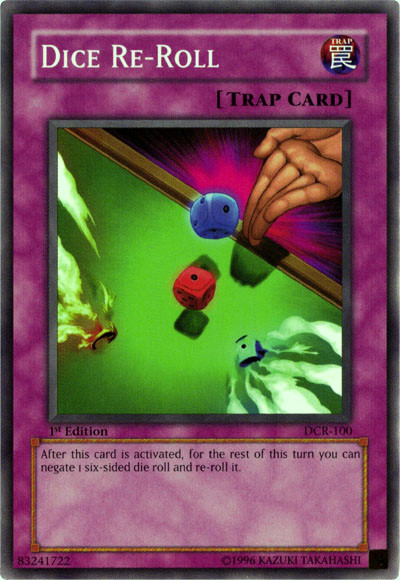 DICE RE-ROLL
TRAP
罠
[TRAP CARD]
1st Edition
DCR-100
After this card is activated, for the rest of this turn you can
negate 1 six-sided die roll and re-roll it.
83241722
©1996 KAZUKI TAKAHASHI